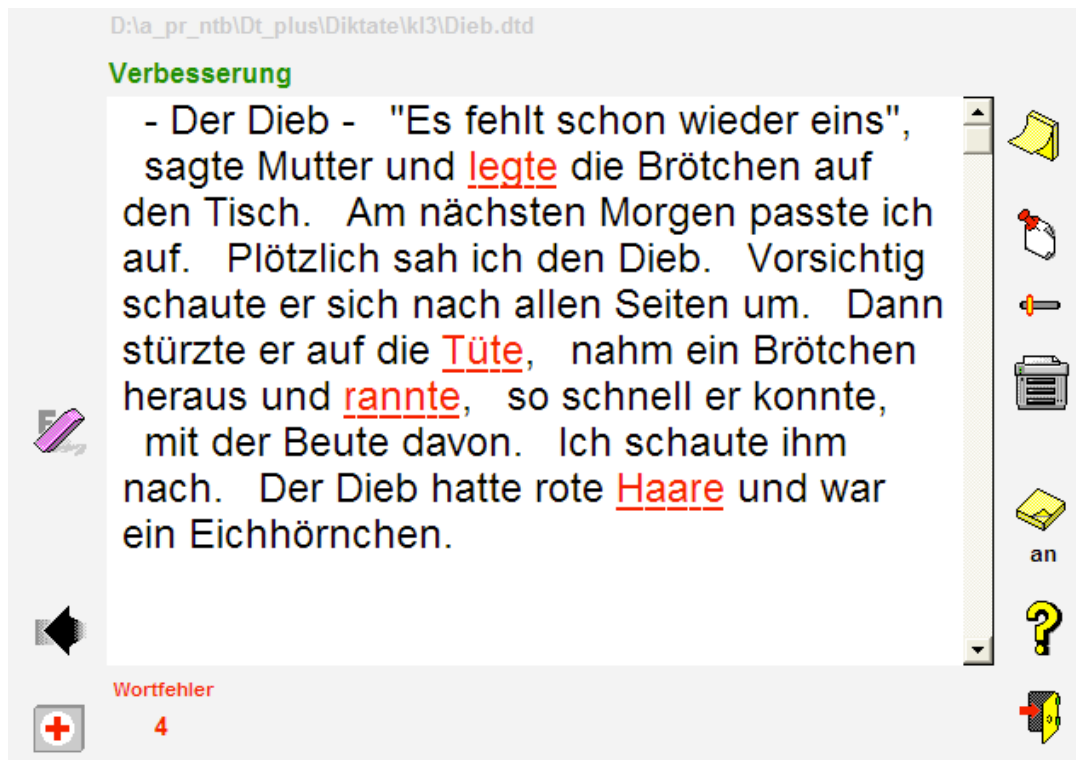 D:\a_pr_ntb\Dt_plus\Diktate\kl3\Dieb.dtd
Verbesserung
- Der Dieb - "Es fehlt schon wieder eins",
sagte Mutter und legte die Brötchen auf
den Tisch. Am nächsten Morgen passte ich
auf. Plötzlich sah ich den Dieb. Vorsichtig
schaute er sich nach allen Seiten um. Dann
stürzte er auf die Tüte, nahm ein Brötchen
heraus und rannte, so schnell er konnte,
mit der Beute davon. Ich schaute ihm
nach. Der Dieb hatte rote Haare und war
ein Eichhörnchen.
an
Wortfehler
4